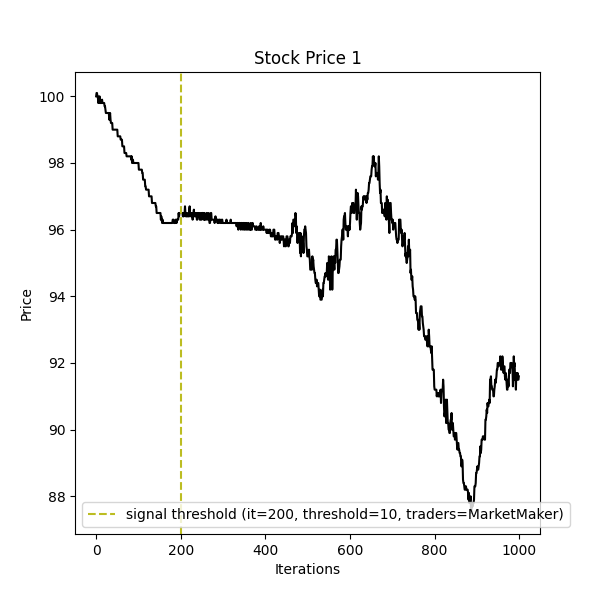 Stock Price 1
100
98
96
94
92
90
88
Price
signal threshold (it=200, threshold=10, traders=MarketMaker)
0 200 400 600 800 1000
Iterations